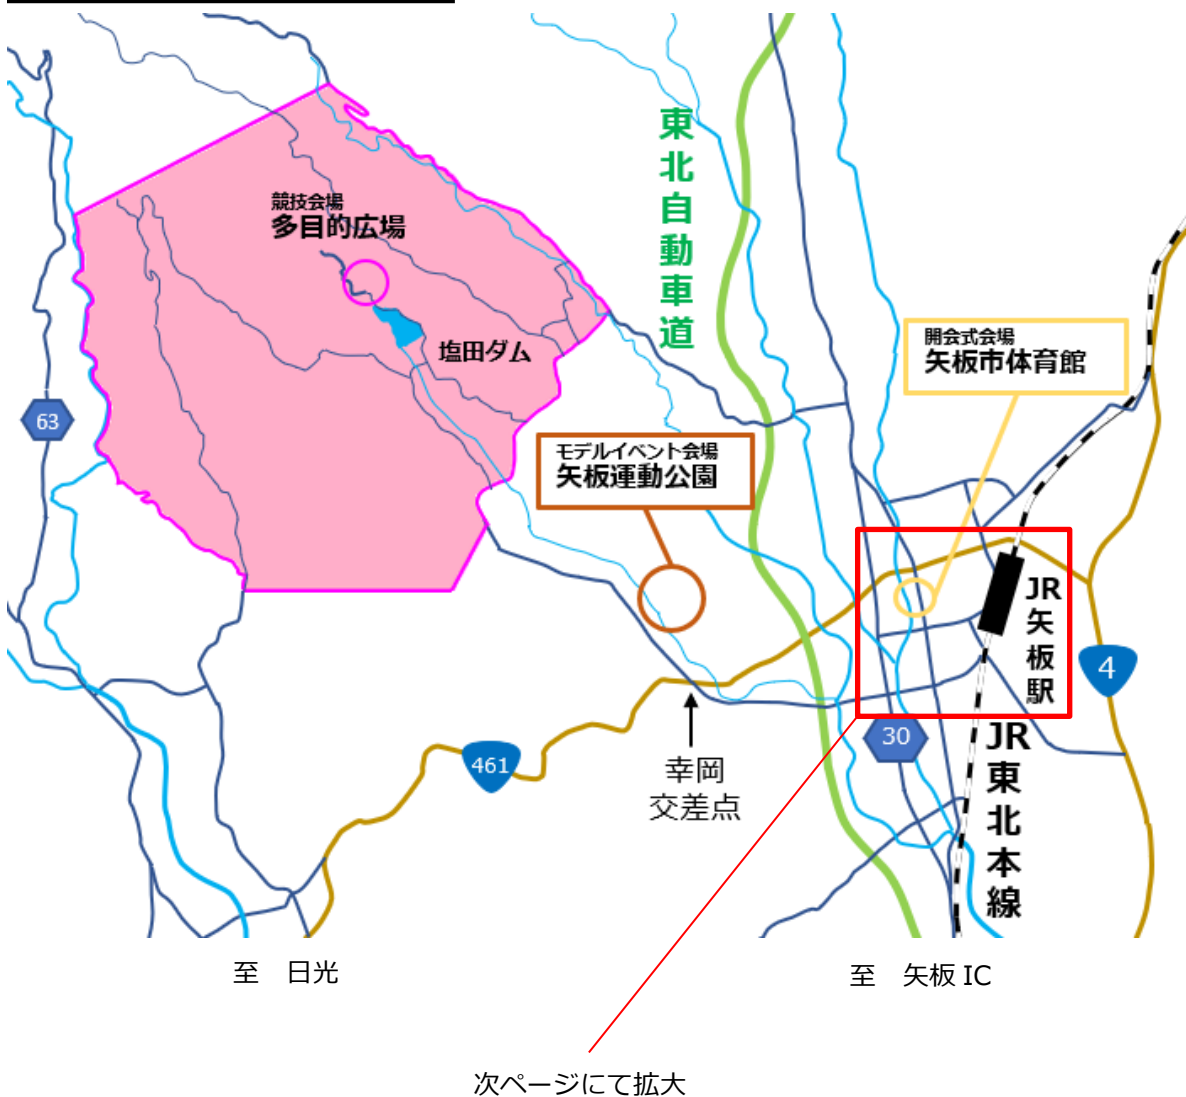 東北自動車道
競技会場
多目的広場
塩田ダム
開会式会場
矢板市体育館
63
モデルイベント会場
矢板運動公園
JR矢板駅
4
30
JR東北本線
461
幸岡
交差点
至　日光
至　矢板 IC
次ページにて拡大